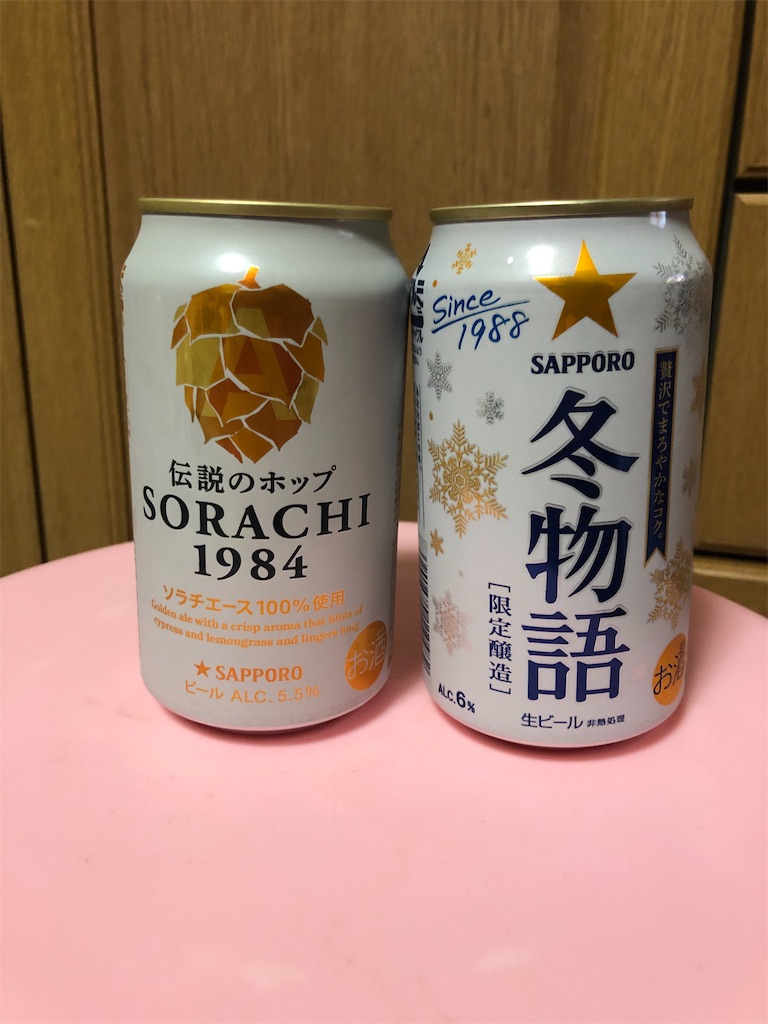 伝説のホップ
SORACHI
1984
ソラチエース100%使用
Golden ale with a crisp aroma that hints of
cypress and lemongrass and lingers long
お酒
★SAPPORO
ビール ALC. 5.5%
Since
1988
SAPPORO
冬物語
贅沢でまろやかなコク。
[限定醸造]
お酒
ALC.6%
生ビール 非熱処理